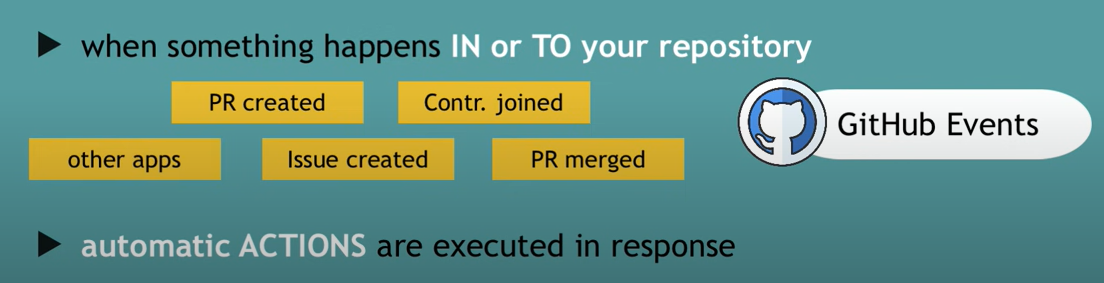 when something happens IN or TO your repository
PR created
Contr. joined
GitHub Events
other apps
Issue created
PR merged
automatic ACTIONS are executed in response